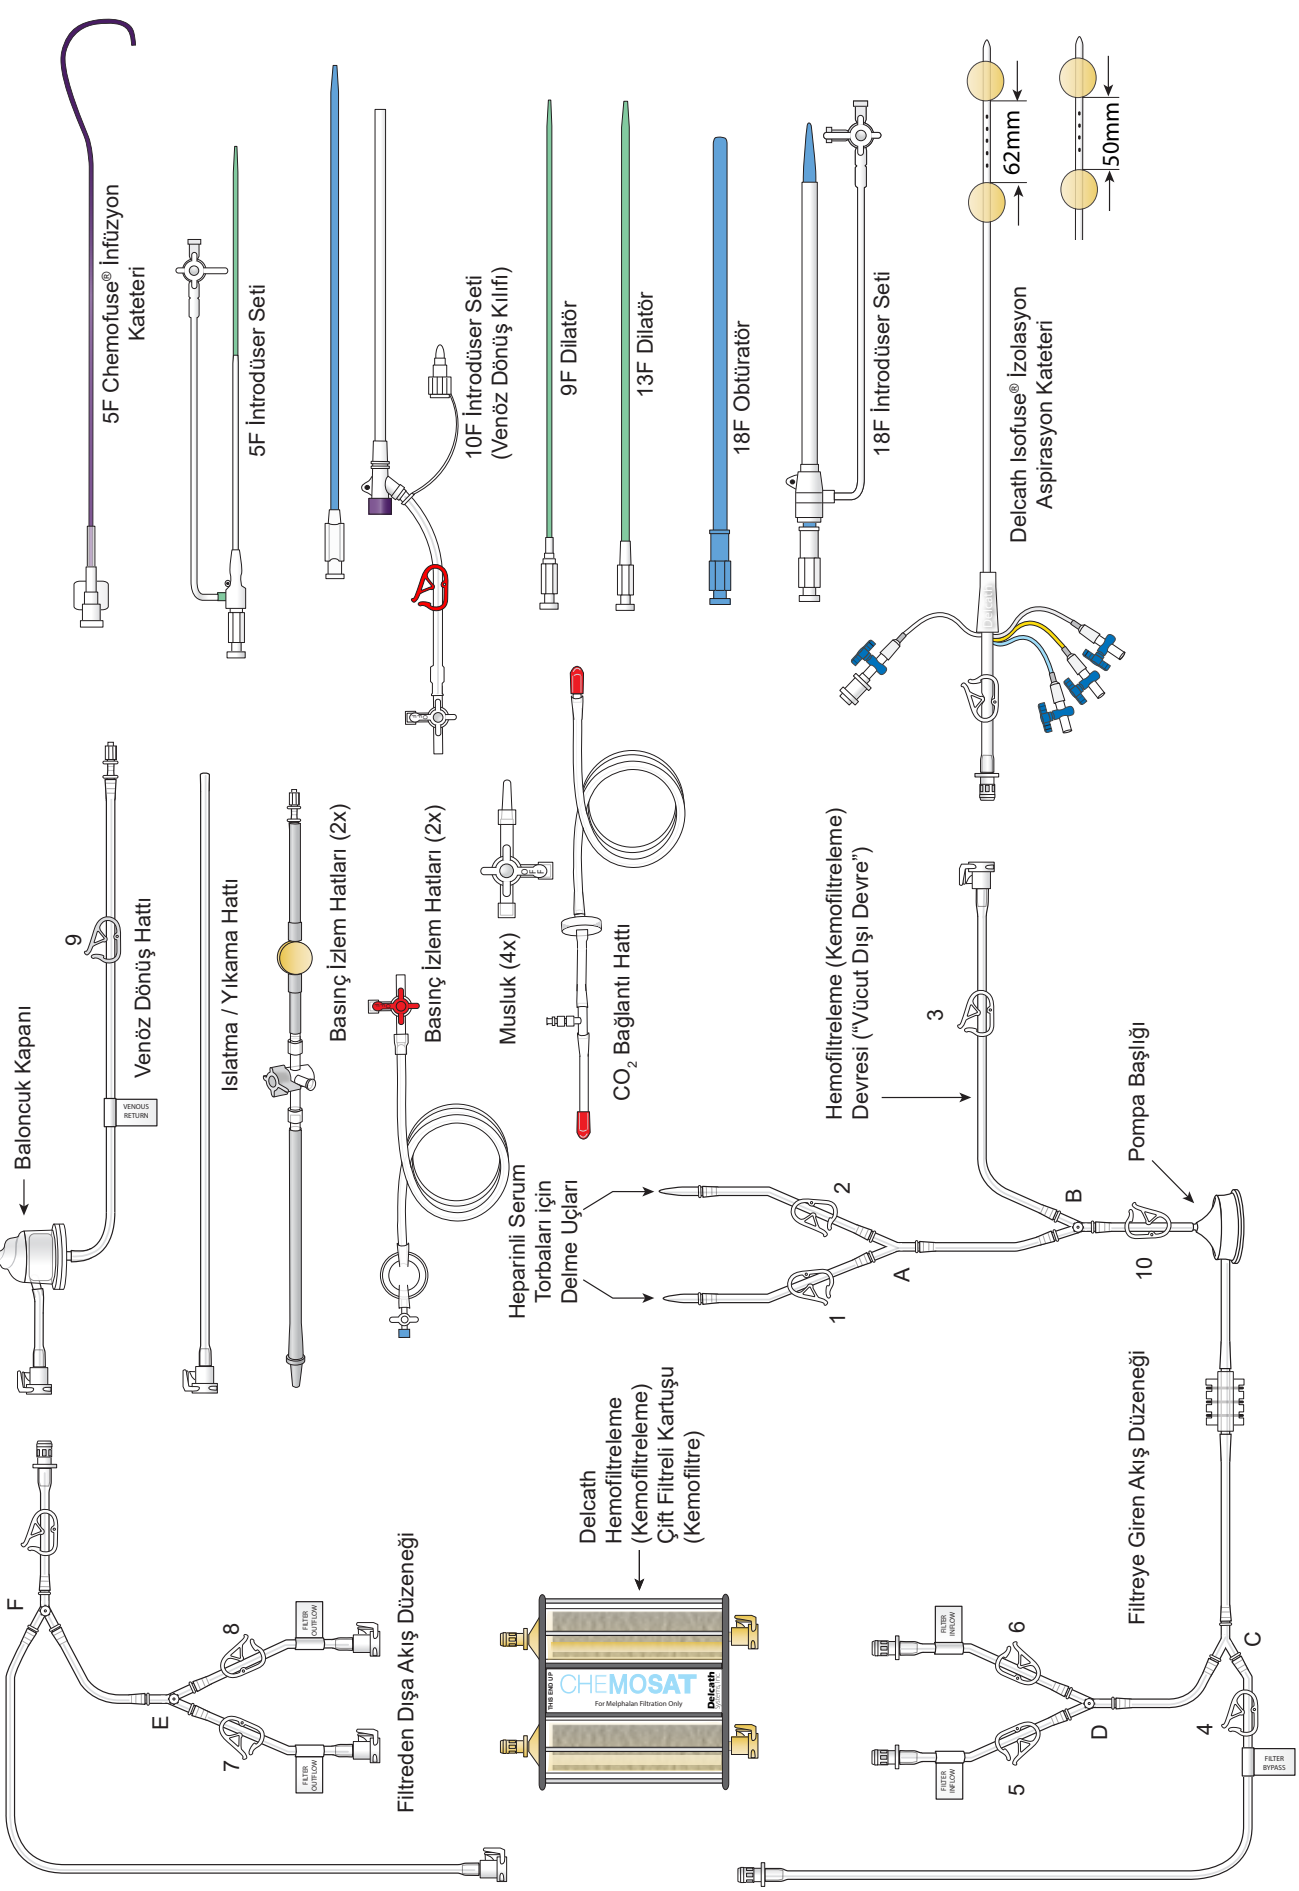 F
E
8
7
FILTER
OUTFLOW
FILTER
OUTFLOW
Filtreden Dışa Akış Düzeneği
THIS END UP
CHEMOSAT
For Melphalan Filtration Only
Delcath
Delcath
Hemofiltreleme
(Kemofiltreleme)
Çift Filtreli Kartuşu
(Kemofiltre)
FILTER
INFLOW
FILTER
INFLOW
6
5
D
C
4
FILTER
BYPASS
Filtreye Giren Akış Düzeneği
Baloncuk Kapanı
VENOUS
RETURN
9
Venöz Dönüş Hattı
Islatma / Yıkama Hattı
Basınç İzlem Hatları (2x)
Basınç İzlem Hatları (2x)
OFF
Musluk (4x)
CO2 Bağlantı Hattı
Heparinli Serum
Torbaları için
Delme Uçları
1
2
A
B
3
10
Hemofiltreleme (Kemofiltreleme)
Devresi (“Vücut Dışı Devre”)
Pompa Başlığı
5F Chemofuse® İnfüzyon
Kateteri
5F İntrodüser Seti
10F İntrodüser Seti
(Venöz Dönüş Kılıfı)
9F Dilatör
13F Dilatör
18F Obtüratör
18F İntrodüser Seti
Delcath
Delcath Isofuse® İzolasyon
Aspirasyon Kateteri
62mm
50mm